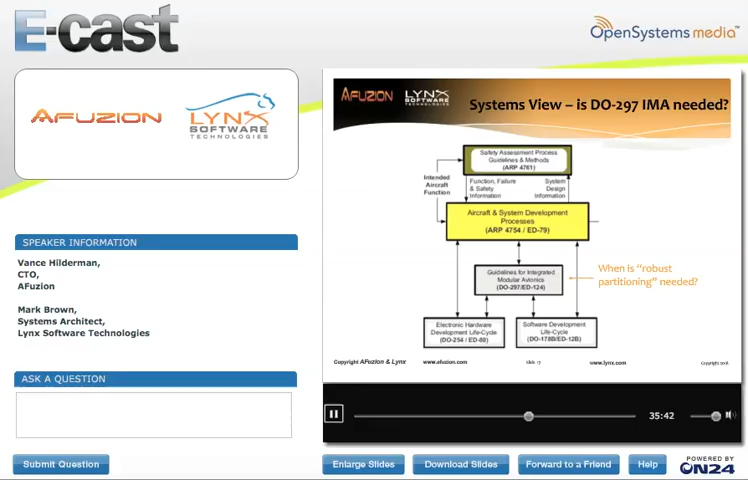 E-cast
OpenSystems media™
AFUZION
LYNX
SOFTWARE
TECHNOLOGIES
SPEAKER INFORMATION
Vance Hilderman,
CTO,
AFuzion
Mark Brown,
Systems Architect,
Lynx Software Technologies
ASK A QUESTION
Submit Question
AFUZION
LYNX
SOFTWARE
TECHNOLOGIES
Systems View – is DO-297 IMA needed?
Safety Assessment Process
Guidelines & Methods
(ARP 4761)
Intended
Aircraft
Function
Function, Failure
& Safety
Information
System
Design
Information
Aircraft & System Development
Processes
(ARP 4754 / ED-79)
Guidelines for Integrated
Modular Avionics
(DO-297/ED-124)
When is “robust
partitioning” needed?
Electronic Hardware
Development Life-Cycle
(DO-254 / ED-80)
Software Development
Life-Cycle
(DO-178B/ED-12B)
Copyright AFuzion & Lynx
www.afuzion.com
Slide 17
www.lynx.com
35:42
Enlarge Slides
Download Slides
Forward to a Friend
Help
POWERED BY
ON24